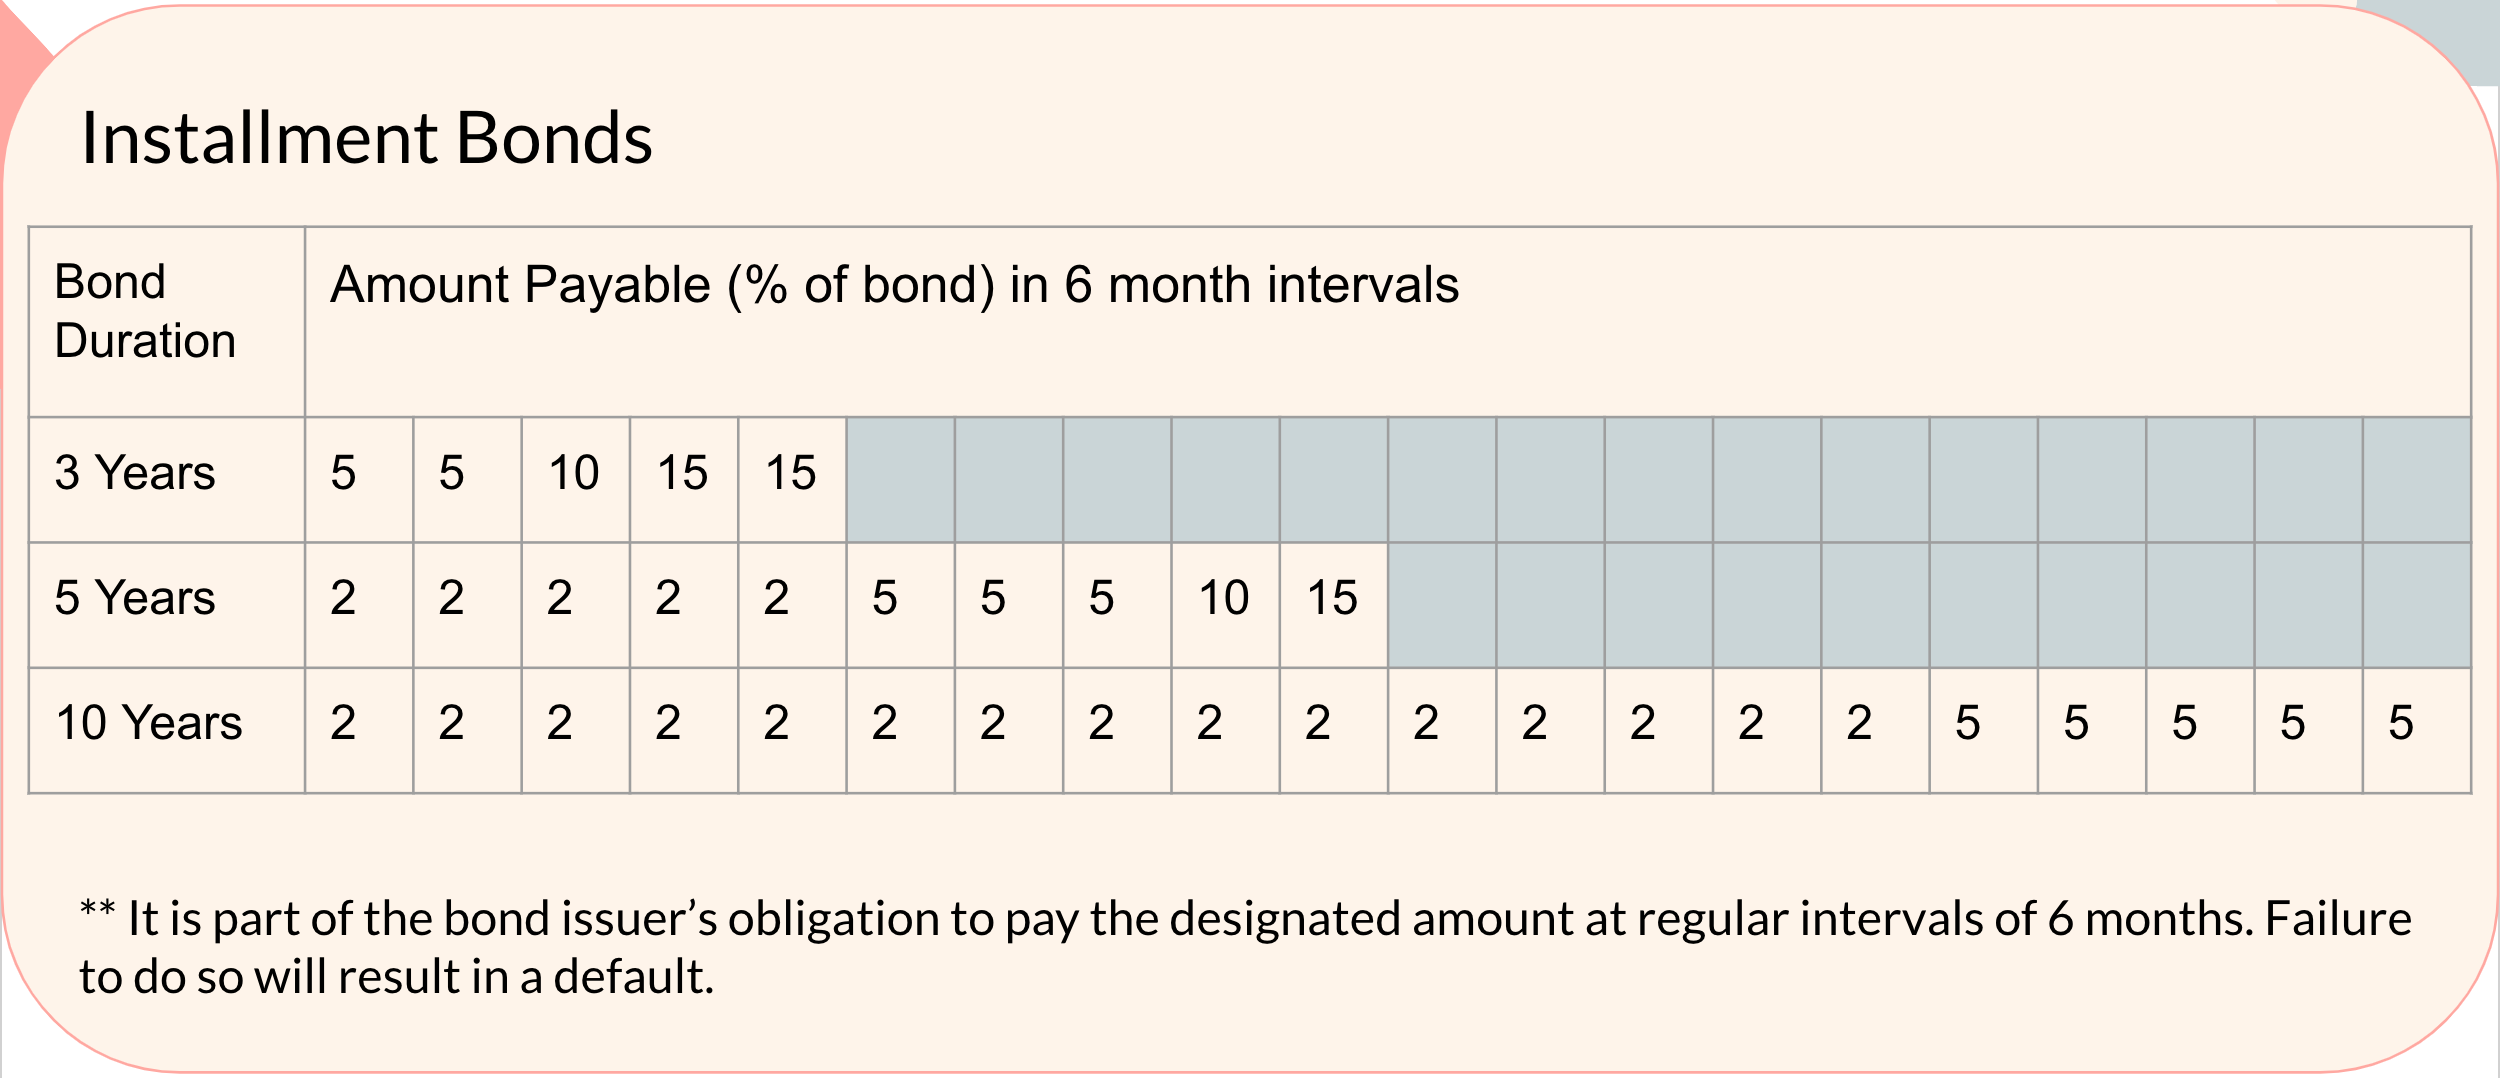 Installment Bonds
Bond Amount Payable (% of bond) in 6 month intervals
Duration
3 Years 5 5 10 15 15
5 Years 2 2 2 2 2 5 5 5 10 15
10 Years 2 2 2 2 2 2 2 2 2 2 2 2 2 2 2 5 5 5 5 5
** It is part of the bond issuer’s obligation to pay the designated amount at regular intervals of 6 months. Failure
to do so will result in a default.